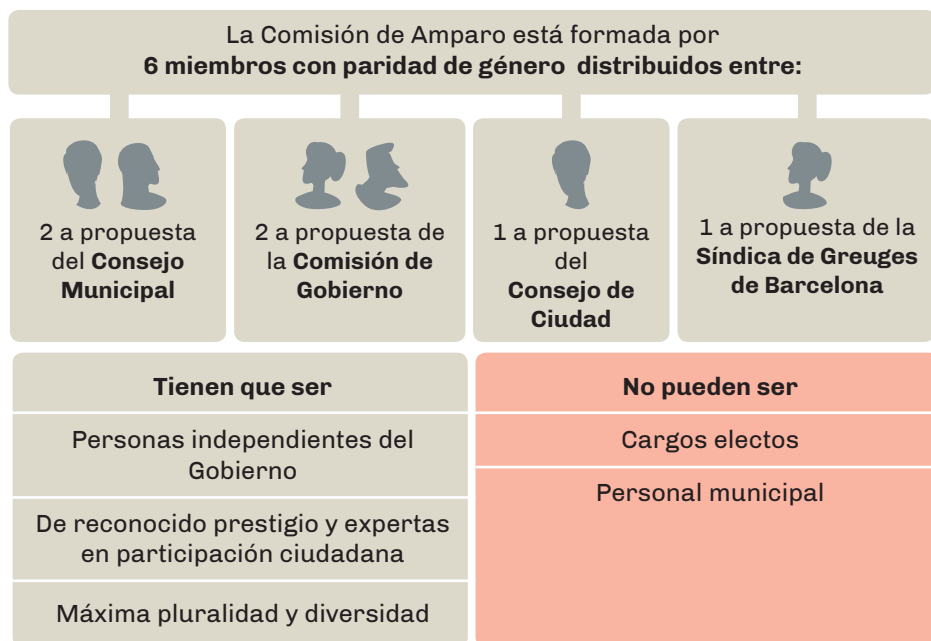 La Comisión de Amparo está formada por
6 miembros con paridad de género distribuidos entre:
2 a propuesta
del Consejo
Municipal
2 a propuesta de
la Comisión de
Gobierno
1 a propuesta
del
Consejo de
Ciudad
1 a propuesta de la
Síndica de Greuges
de Barcelona
Tienen que ser
Personas independientes del
Gobierno
De reconocido prestigio y expertas
en participación ciudadana
Máxima pluralidad y diversidad
No pueden ser
Cargos electos
Personal municipal